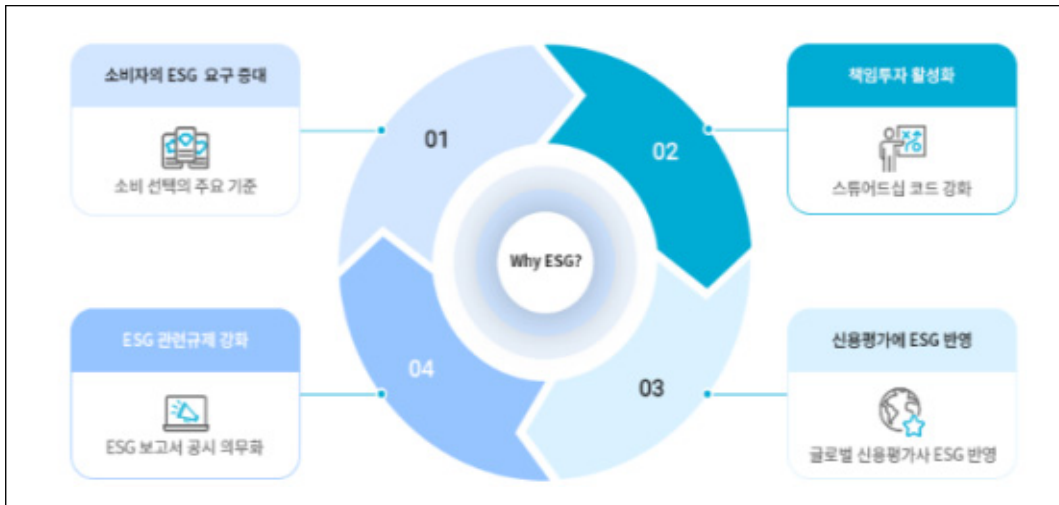 소비자의 ESG 요구 증대
소비 선택의 주요 기준
01
책임투자 활성화
스튜어드십 코드 강화
02
Why ESG?
신용평가에 ESG 반영
글로벌 신용평가사 ESG 반영
03
ESG 관련규제 강화
ESG 보고서 공시 의무화
04